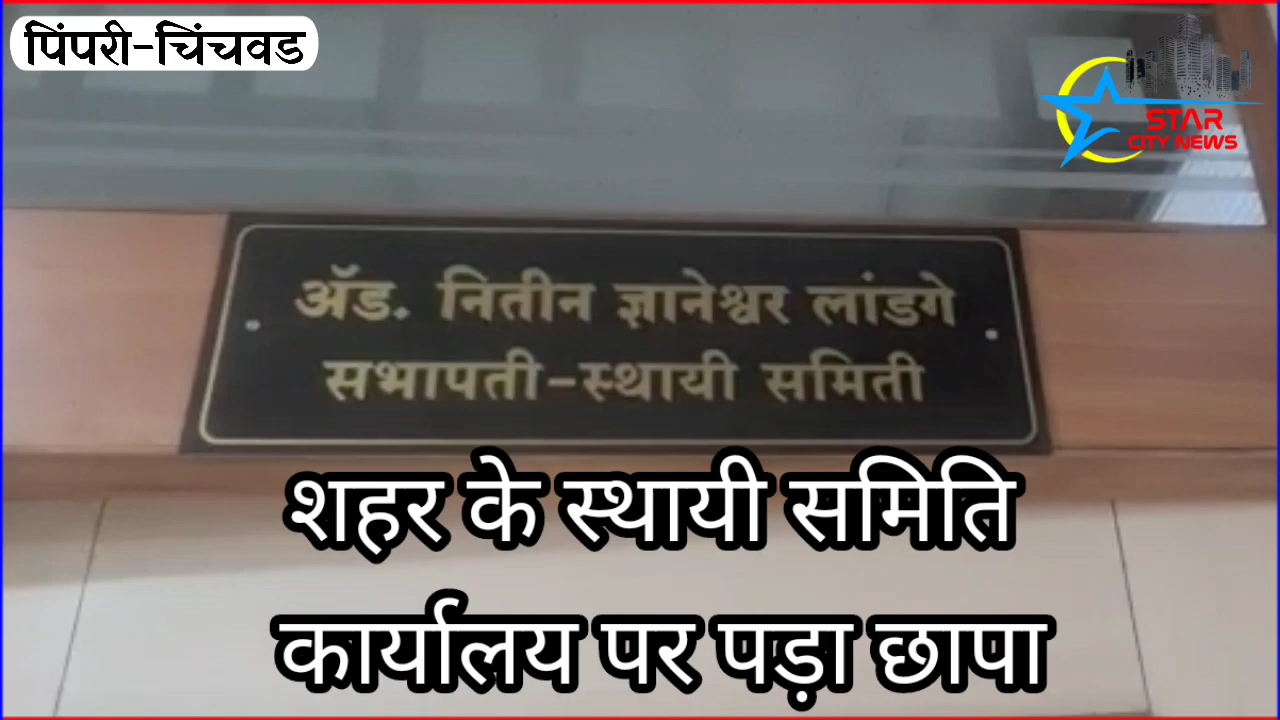 पिंपरी-चिंचवड
STAR
CITY NEWS
अ‍ॅड. नितीन ज्ञानेश्वर लांडगे
सभापती-स्थायी समिती
शहर के स्थायी समिति
कार्यालय पर पड़ा छापा